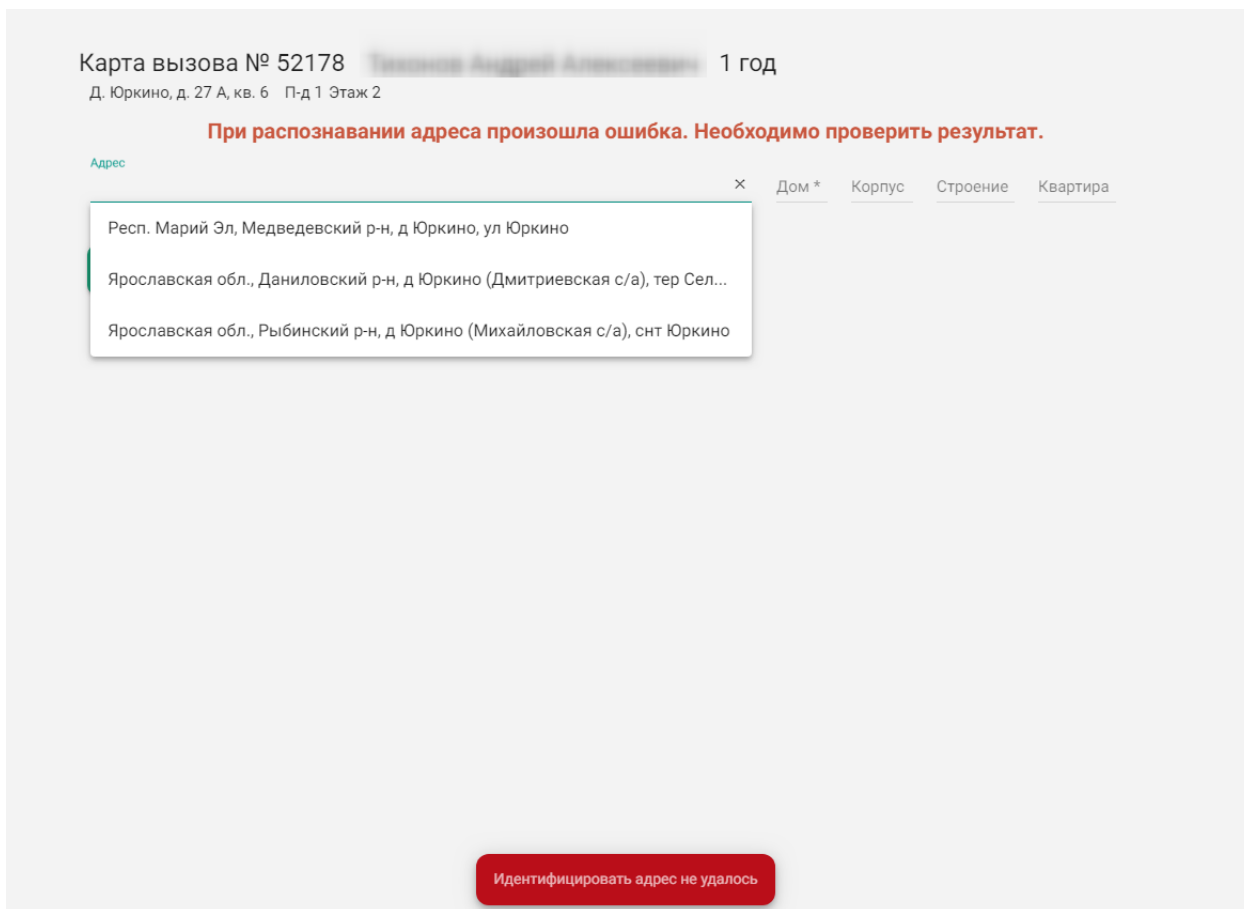 Карта вызова № 52178 1 год
Д. Юркино, д. 27 А, кв. 6 П-д 1 Этаж 2
При распознавании адреса произошла ошибка. Необходимо проверить результат.
Адрес
× Дом * Корпус Строение Квартира
Респ. Марий Эл, Медведевский р-н, д Юркино, ул Юркино
Ярославская обл., Даниловский р-н, д Юркино (Дмитриевская с/а), тер Сел...
Ярославская обл., Рыбинский р-н, д Юркино (Михайловская с/а), снт Юркино
Идентифицировать адрес не удалось